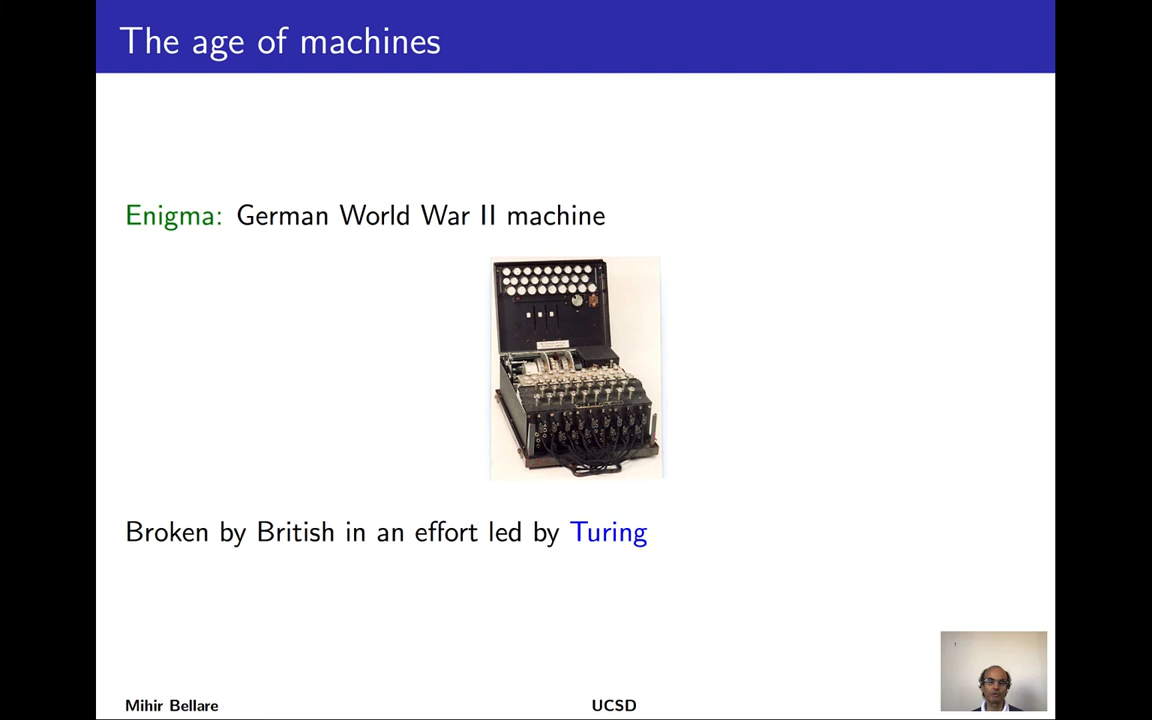 The age of machines
Enigma: German World War II machine
Broken by British in an effort led by Turing
Mihir Bellare UCSD